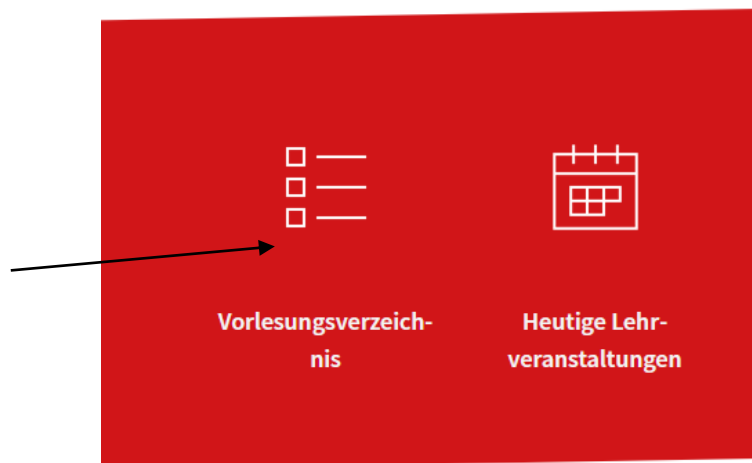 Vorlesungsverzeich-
nis
Heutige Lehr-
veranstaltungen